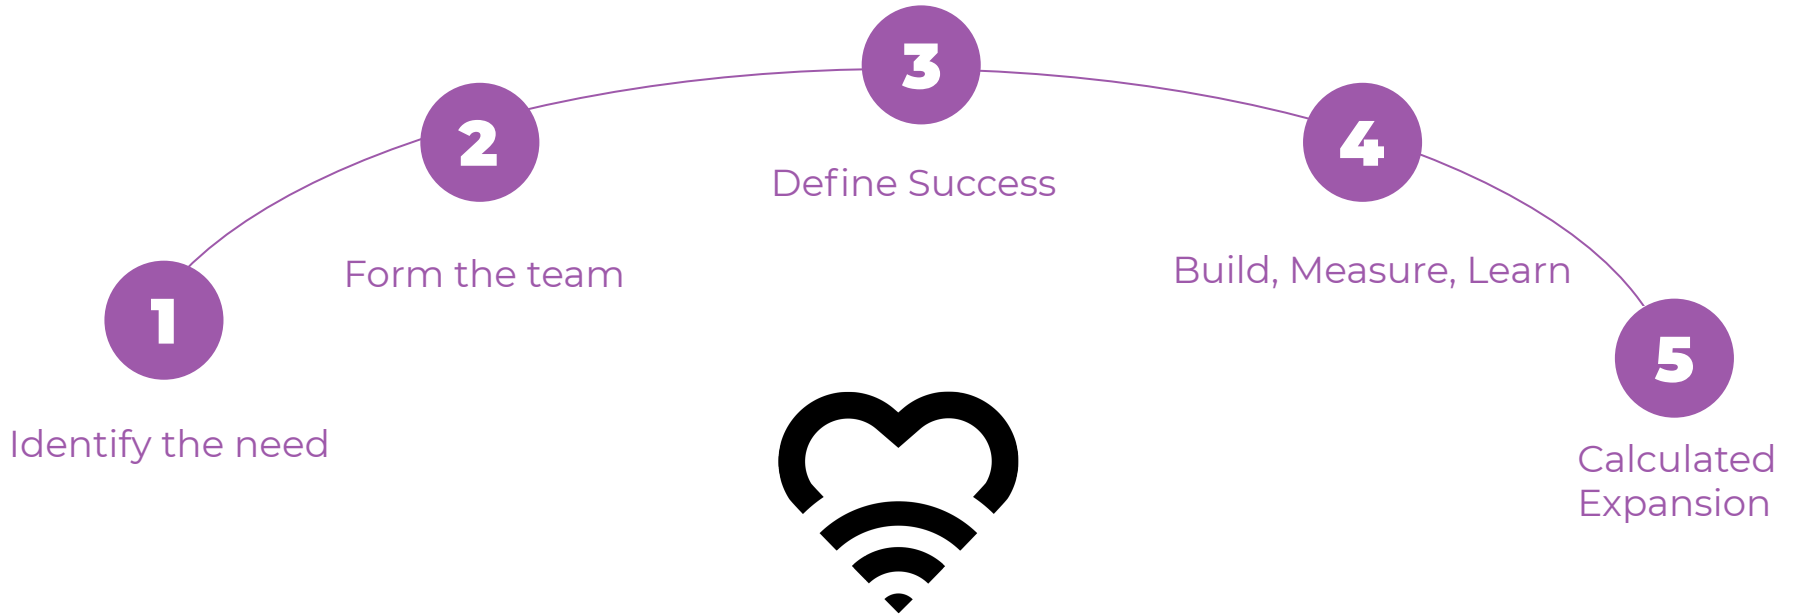 1
Identify the need
2
Form the team
3
Define Success
4
Build, Measure, Learn
5
Calculated
Expansion